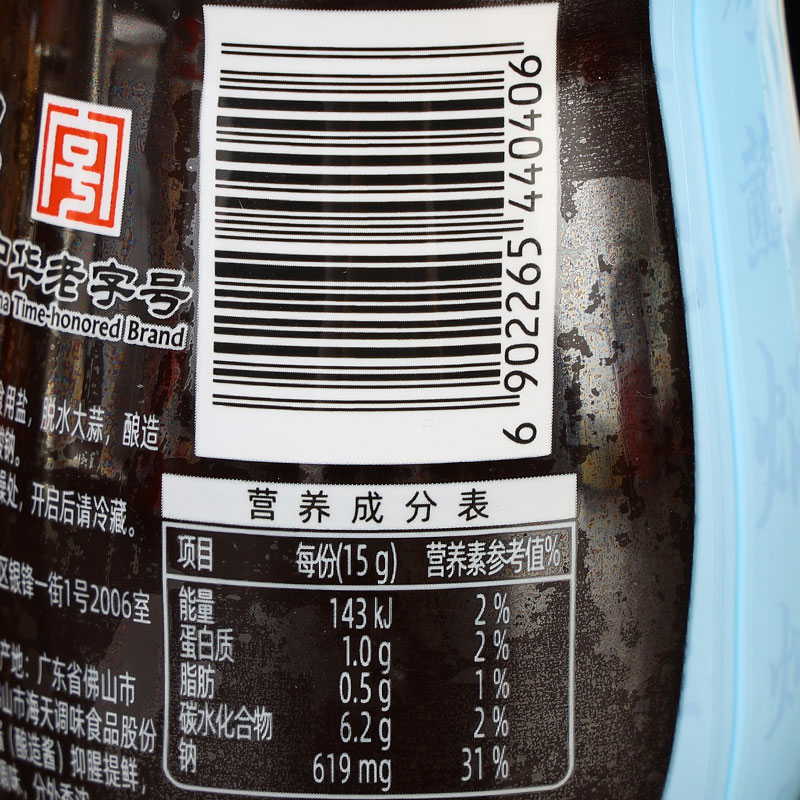 号
中华老字号
Time-honored Brand
食用盐，脱水大蒜，酿造
酸钠。
处，开启后请冷藏。
区银锋一街1号2006室
产地：广东省佛山市
山市海天调味食品股份
（酿造酱）抑腥提鲜，
6 902265 440406
营养成分表
项目 每份(15 g) 营养素参考值%
能量 143 kJ 2 %
蛋白质 1.0 g 2 %
脂肪 0.5 g 1 %
碳水化合物 6.2 g 2 %
钠 619 mg 31 %